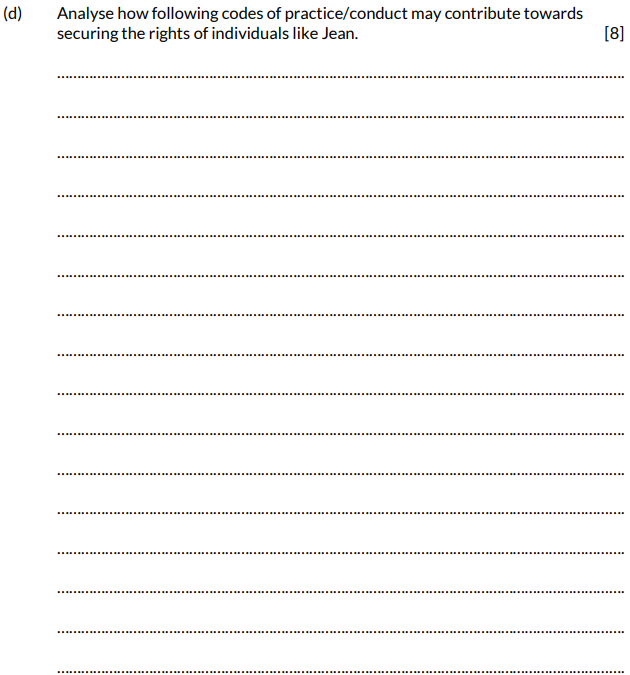 (d) Analyse how following codes of practice/conduct may contribute towards
securing the rights of individuals like Jean. [8]